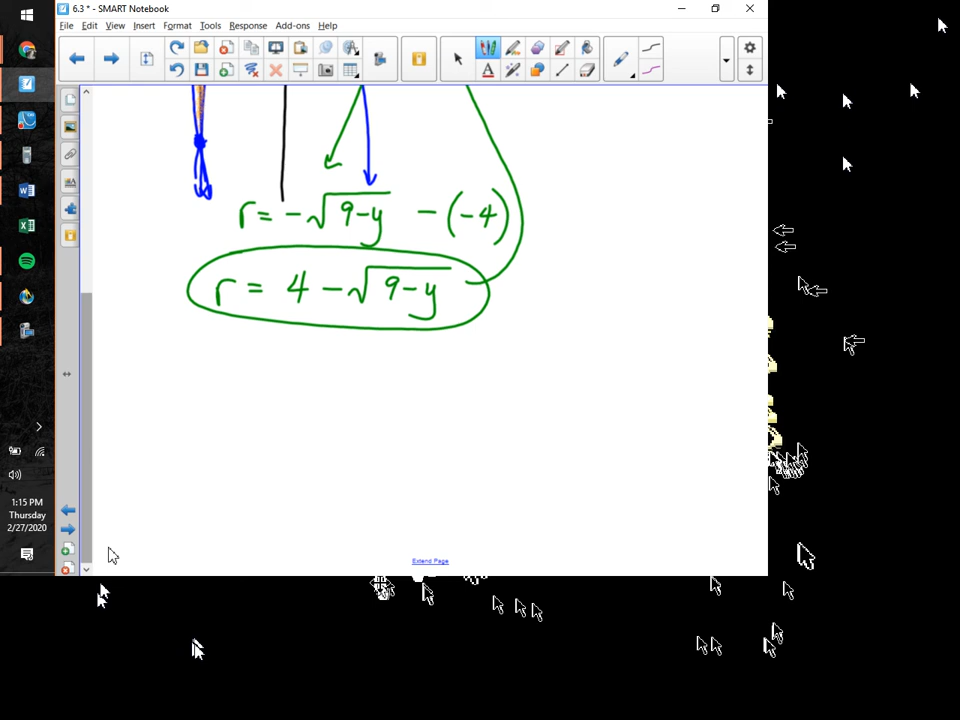 6.3 * - SMART Notebook
File Edit View Insert Format Tools Response Add-ons Help
r = -√(9-y) - (-4)
r = 4 - √(9-y)
1:15 PM
Thursday
2/27/2020
Extend Page